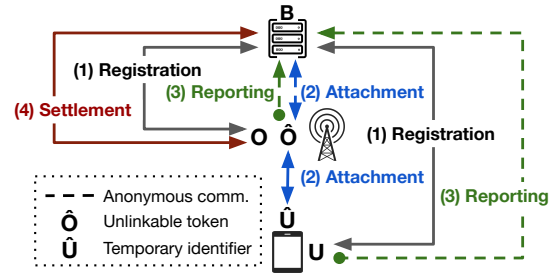 B
(1) Registration
(3) Reporting
(2) Attachment
(4) Settlement
O Ô
(1) Registration
(2) Attachment
(3) Reporting
Û
U
Anonymous comm.
Ô Unlinkable token
Û Temporary identifier